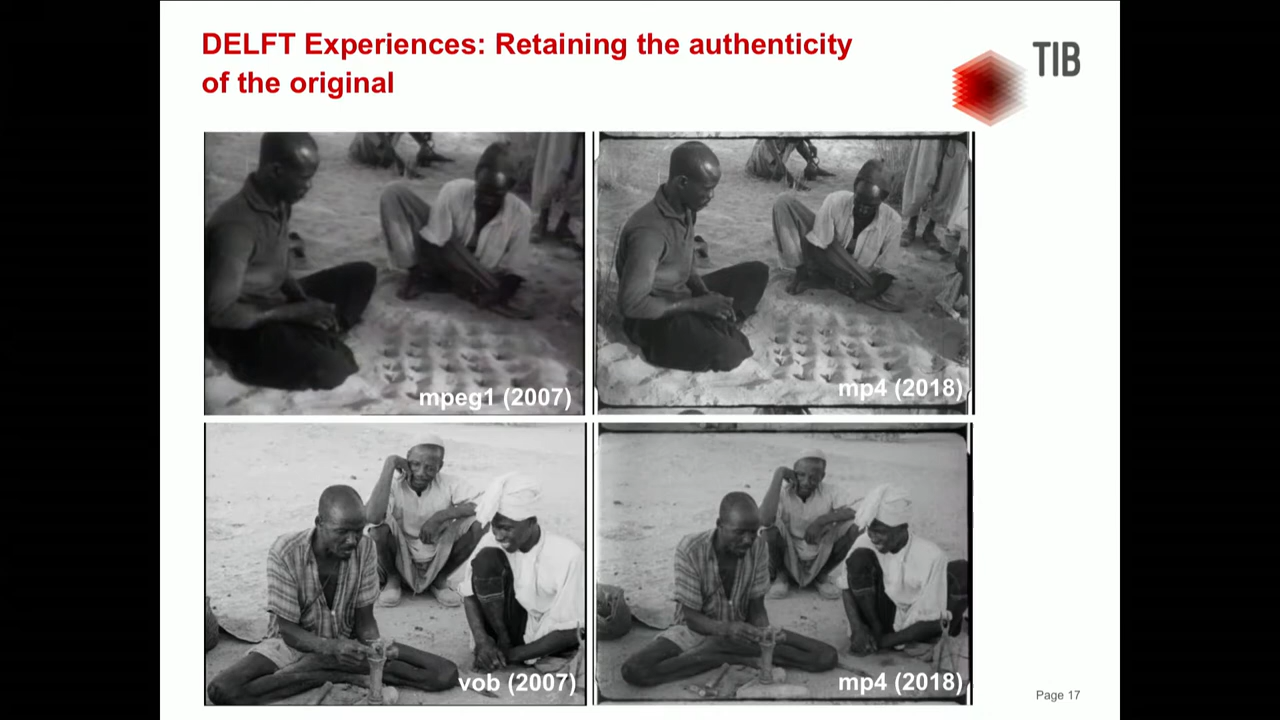 DELFT Experiences: Retaining the authenticity
of the original
TIB
mpeg1 (2007)
mp4 (2018)
vob (2007)
mp4 (2018)
Page 17